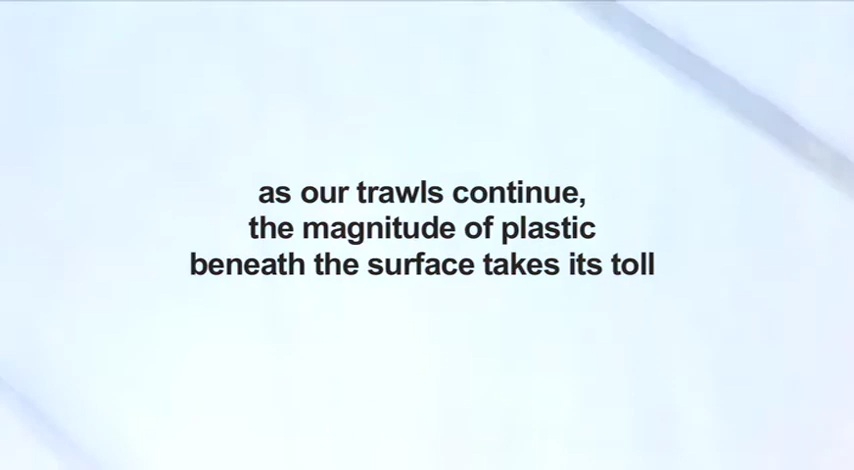 as our trawls continue,
the magnitude of plastic
beneath the surface takes its toll